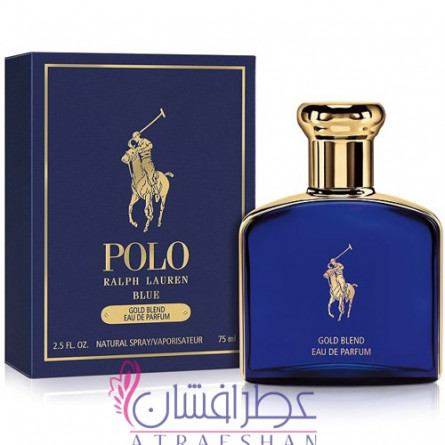 POLO
RALPH LAUREN
BLUE
GOLD BLEND
EAU DE PARFUM
2.5 FL. OZ. NATURAL SPRAY/VAPORISATEUR 75 ml
GOLD BLEND
EAU DE PARFUM
عطرافشان
ATRAFSHAN